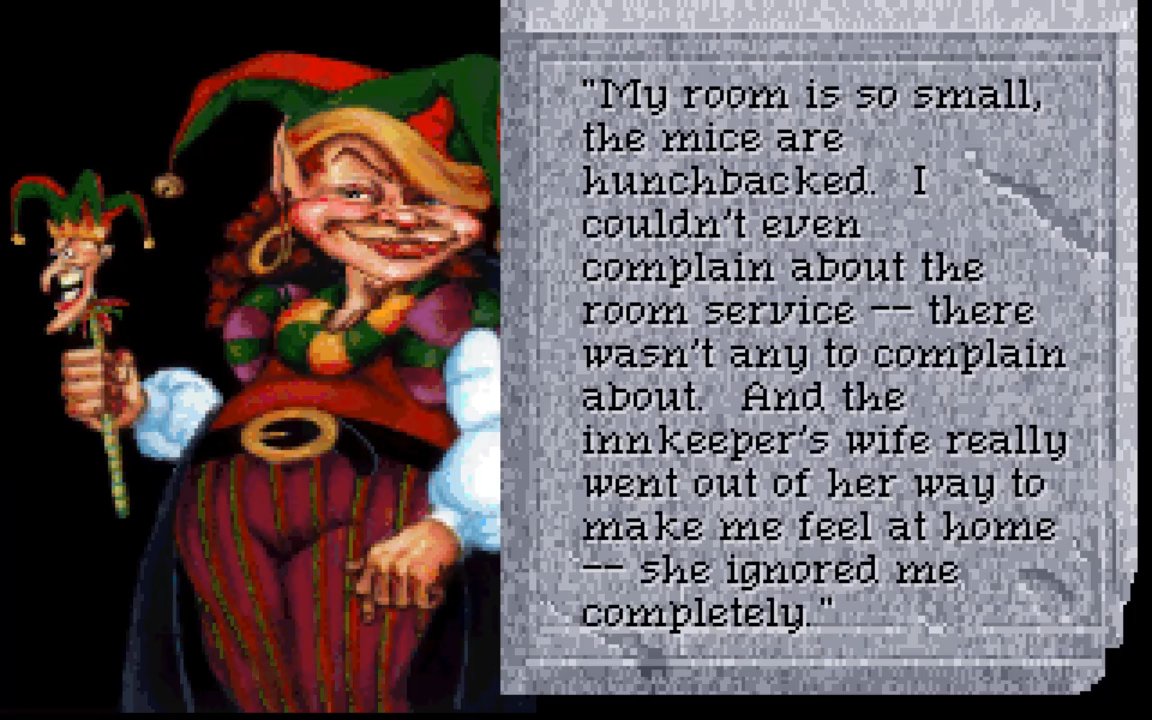 "My room is so small,
the mice are
hunchbacked.  I
couldn't even
complain about the
room service -- there
wasn't any to complain
about.  And the
innkeeper's wife really
went out of her way to
make me feel at home
-- she ignored me
completely."